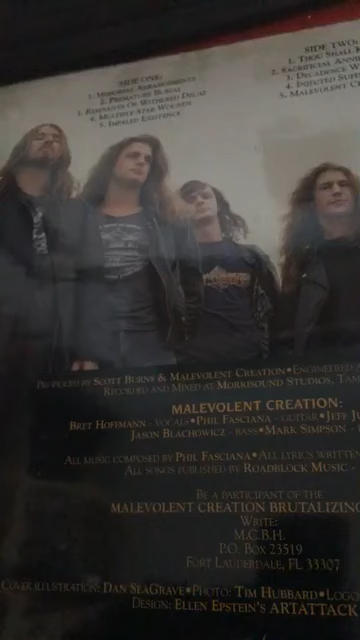 SIDE ONE:
1. MEMORIAL ARRANGEMENTS
2. PREMATURE BURIAL
3. REMNANTS OF WITHERED DECAY
4. MULTIPLE STAB WOUNDS
5. IMPALED EXISTENCE
SIDE TWO:
1. THOU SHALL
2. SACRIFICIAL
3. DECADENCE
4. INJECTED
5. MALEVOLENT
PRODUCED BY SCOTT BURNS & MALEVOLENT CREATION•ENGINEERED
RECORDED AND MIXED AT MORRISOUND STUDIOS,
MALEVOLENT CREATION:
BRET HOFFMANN - VOCALS•PHIL FASCIANA - GUITAR•JEFF
JASON BLACHOWICZ - BASS•MARK SIMPSON -
ALL MUSIC COMPOSED BY PHIL FASCIANA•ALL LYRICS WRITTEN
ALL SONGS PUBLISHED BY ROADBLOCK MUSIC -
BE A PARTICIPANT OF THE
MALEVOLENT CREATION BRUTALIZING
WRITE:
M.C.B.H.
P.O. BOX 23519
FORT LAUDERDALE, FL 33307
COVER ILLUSTRATION: DAN SEAGRAVE•PHOTO: TIM HUBBARD•LOGO
DESIGN: ELLEN EPSTEIN'S ARTATTACK